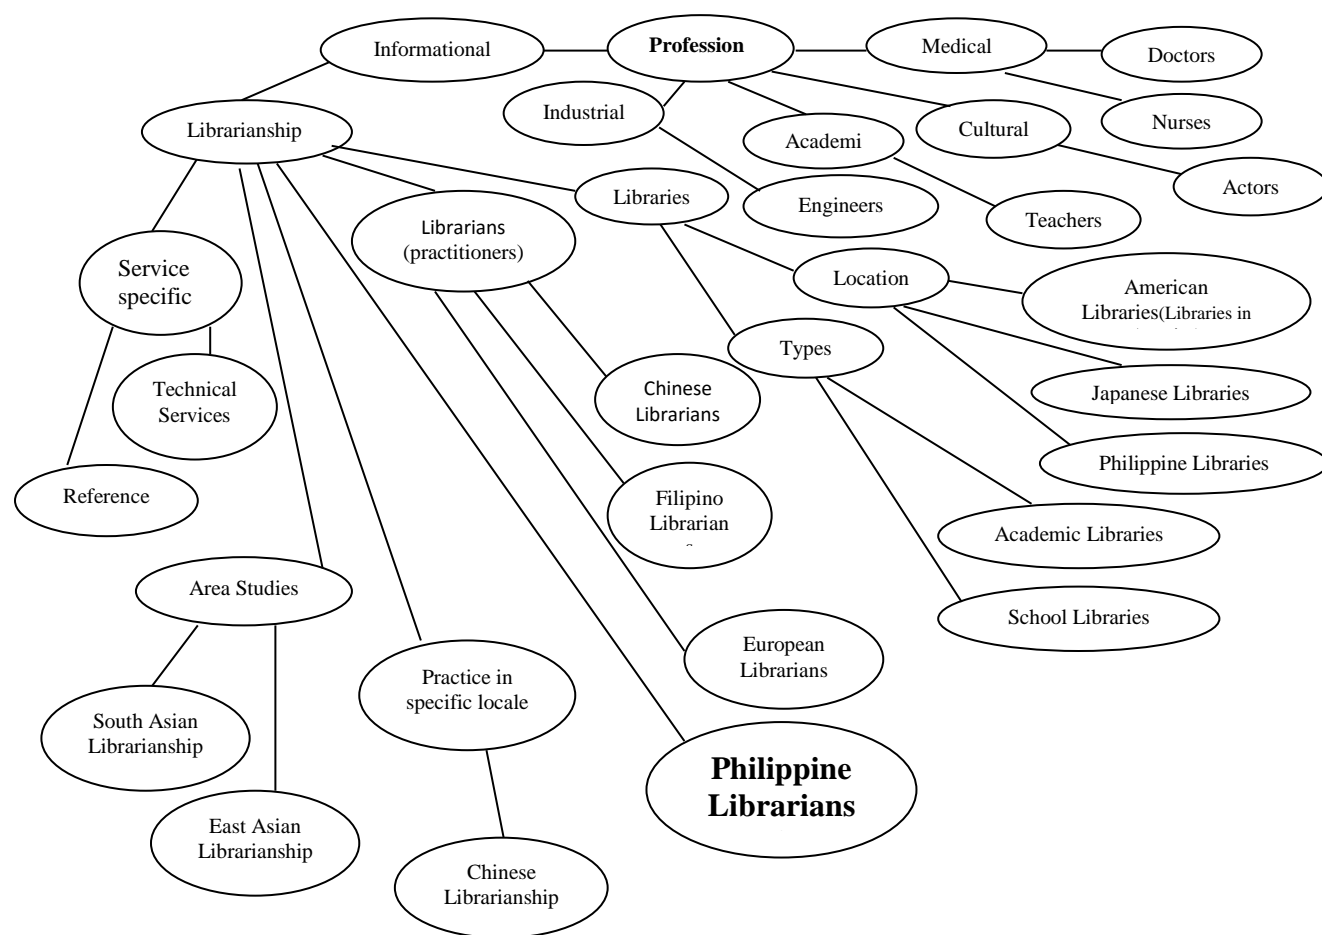 Informational
Profession
Medical
Doctors
Industrial
Librarianship
Academi
Cultural
Nurses
Libraries
Engineers
Teachers
Actors
Librarians
(practitioners)
Service
specific
Location
American
Libraries(Libraries in
Types
Technical
Services
Chinese
Librarians
Japanese Libraries
Philippine Libraries
Reference
Filipino
Librarian
Academic Libraries
Area Studies
School Libraries
European
Librarians
Practice in
specific locale
South Asian
Librarianship
Philippine
Librarians
East Asian
Librarianship
Chinese
Librarianship